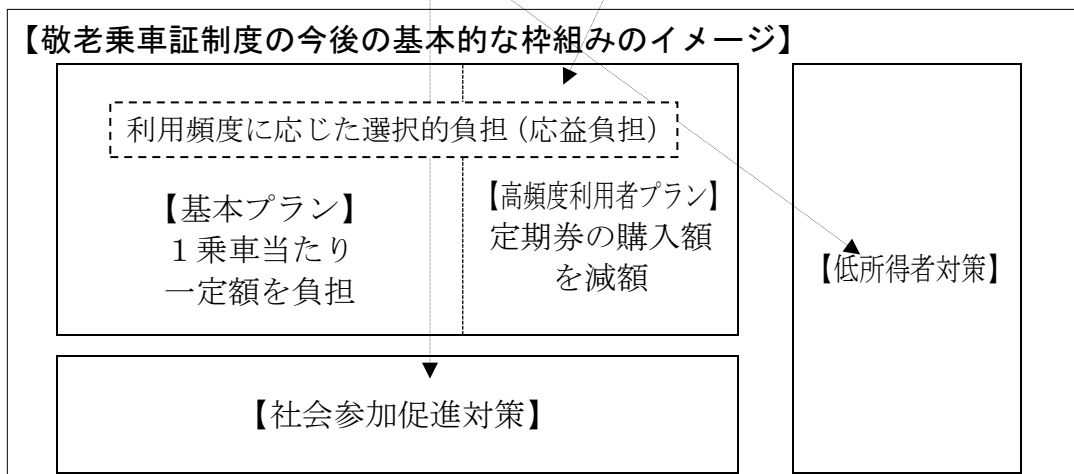 【敬老乗車証制度の今後の基本的な枠組みのイメージ】
利用頻度に応じた選択的負担(応益負担)
【基本プラン】
1乗車当たり
一定額を負担
【高頻度利用者プラン】
定期券の購入額
を減額
【低所得者対策】
【社会参加促進対策】